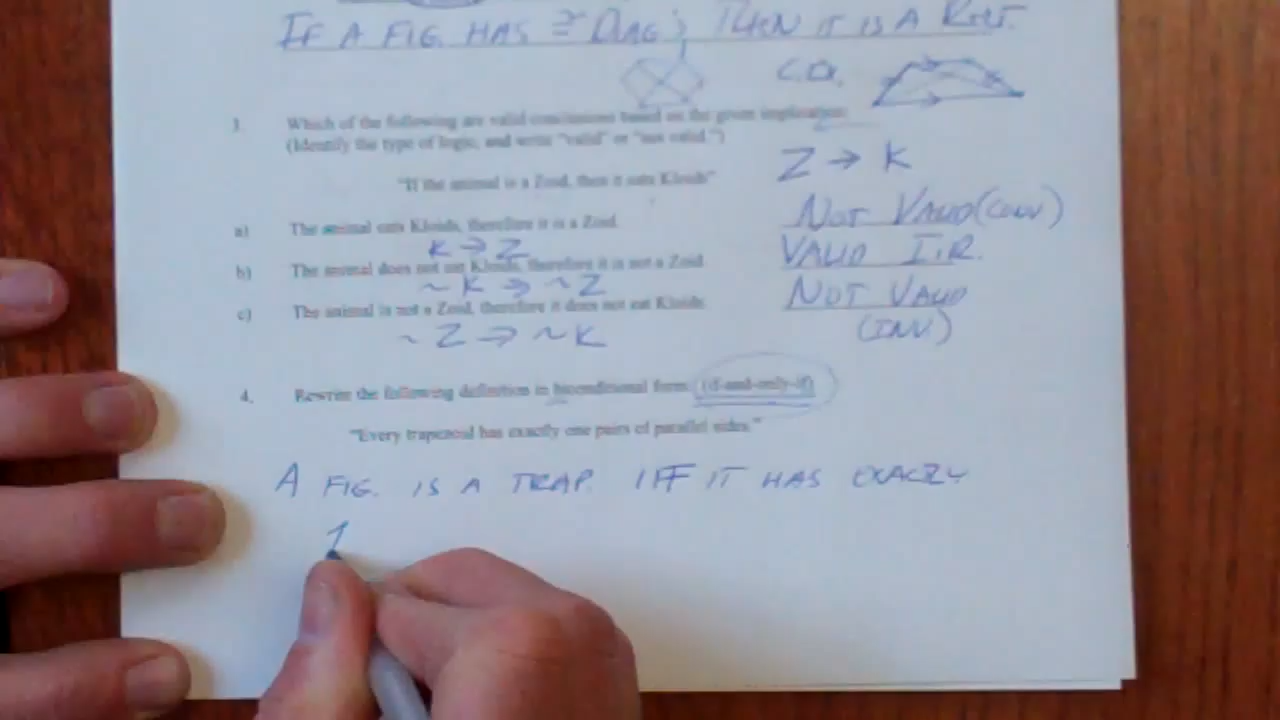 IF A FIG. HAS ≅ DIAG'S, THEN IT IS A
3. Which of the following are valid conclusions based on the given implication.
(Identify the type of logic, and write "valid" or "not valid.")
"If the animal is a Zoid, then it eats Kloids"
Z → K
a) The animal eats Kloids, therefore it is a Zoid.
NOT VALID (CONV)
K → Z
b) The animal does not eat Kloids, therefore it is not a Zoid.
VALID I.R.
~K → ~Z
c) The animal is not a Zoid, therefore it does not eat Kloids.
NOT VALID
(INV.)
~Z → ~K
4. Rewrite the following definition in biconditional form (if-and-only-if)
"Every trapezoid has exactly one pairs of parallel sides."
A FIG. IS A TRAP. IFF IT HAS
1